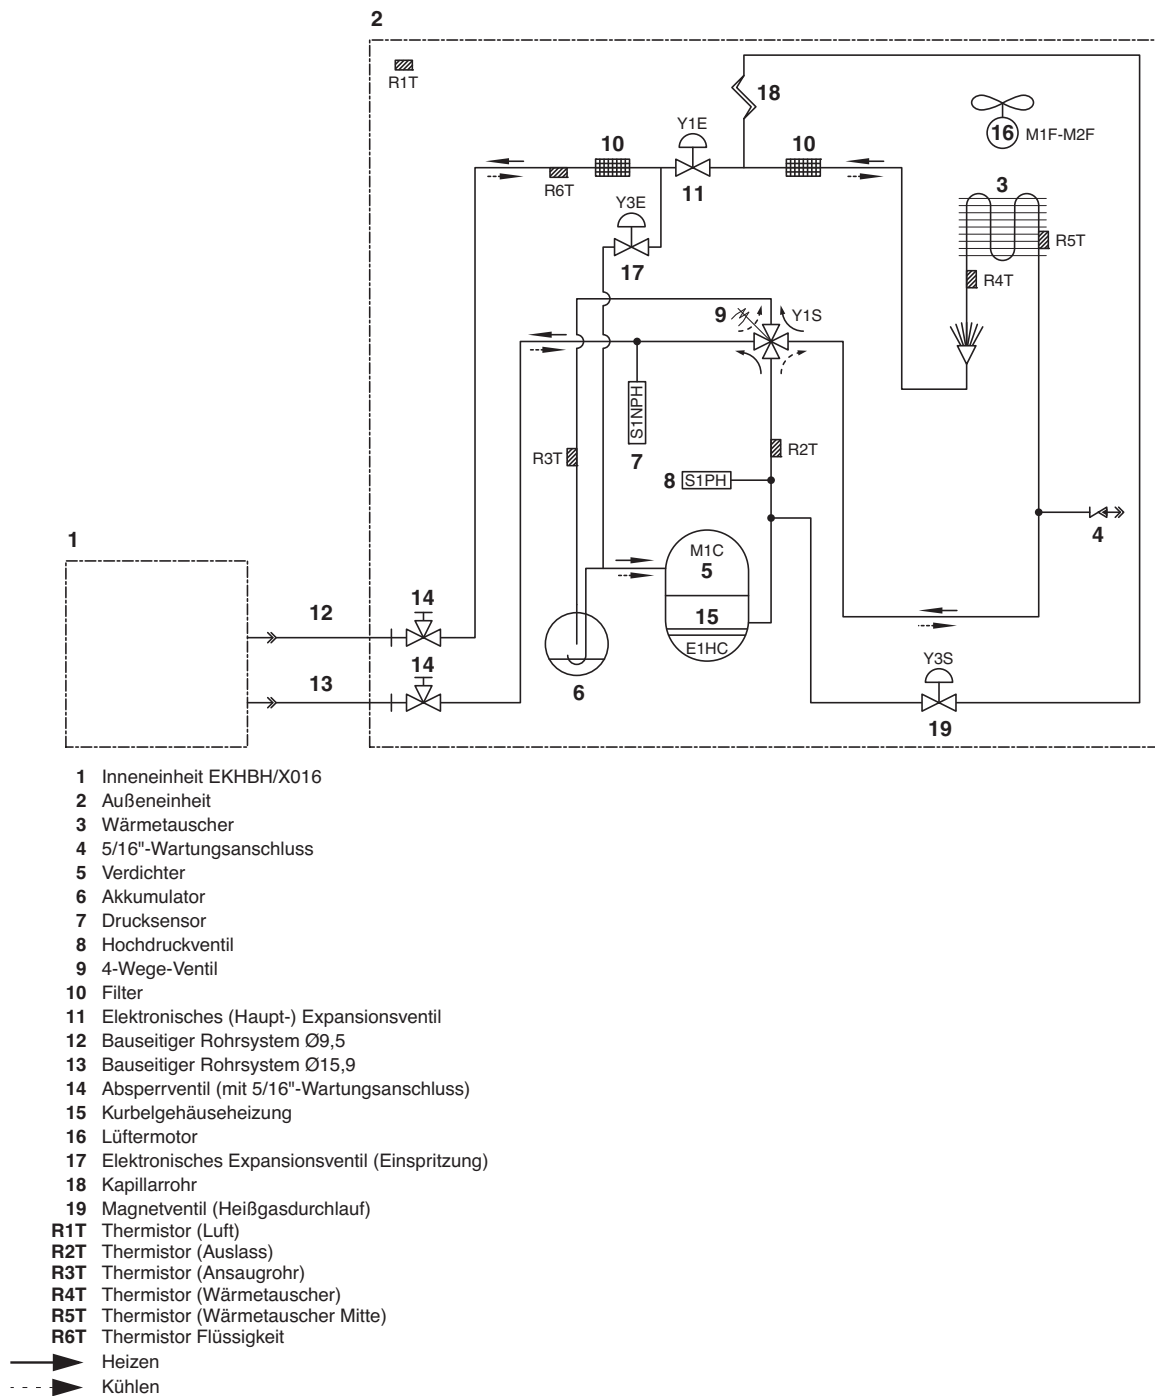 2
R1T
18
Y1E
16 M1F-M2F
10
10
R6T
11
3
Y3E
R5T
17
R4T
9
Y1S
S1NPH
R3T
7
R2T
8 S1PH
4
1
M1C
5
12
14
15
E1HC
14
13
6
Y3S
19
1 Inneneinheit EKHBH/X016
2 Außeneinheit
3 Wärmetauscher
4 5/16"-Wartungsanschluss
5 Verdichter
6 Akkumulator
7 Drucksensor
8 Hochdruckventil
9 4-Wege-Ventil
10 Filter
11 Elektronisches (Haupt-) Expansionsventil
12 Bauseitiger Rohrsystem Ø9,5
13 Bauseitiger Rohrsystem Ø15,9
14 Absperrventil (mit 5/16"-Wartungsanschluss)
15 Kurbelgehäuseheizung
16 Lüftermotor
17 Elektronisches Expansionsventil (Einspritzung)
18 Kapillarrohr
19 Magnetventil (Heißgasdurchlauf)
R1T Thermistor (Luft)
R2T Thermistor (Auslass)
R3T Thermistor (Ansaugrohr)
R4T Thermistor (Wärmetauscher)
R5T Thermistor (Wärmetauscher Mitte)
R6T Thermistor Flüssigkeit
Heizen
Kühlen